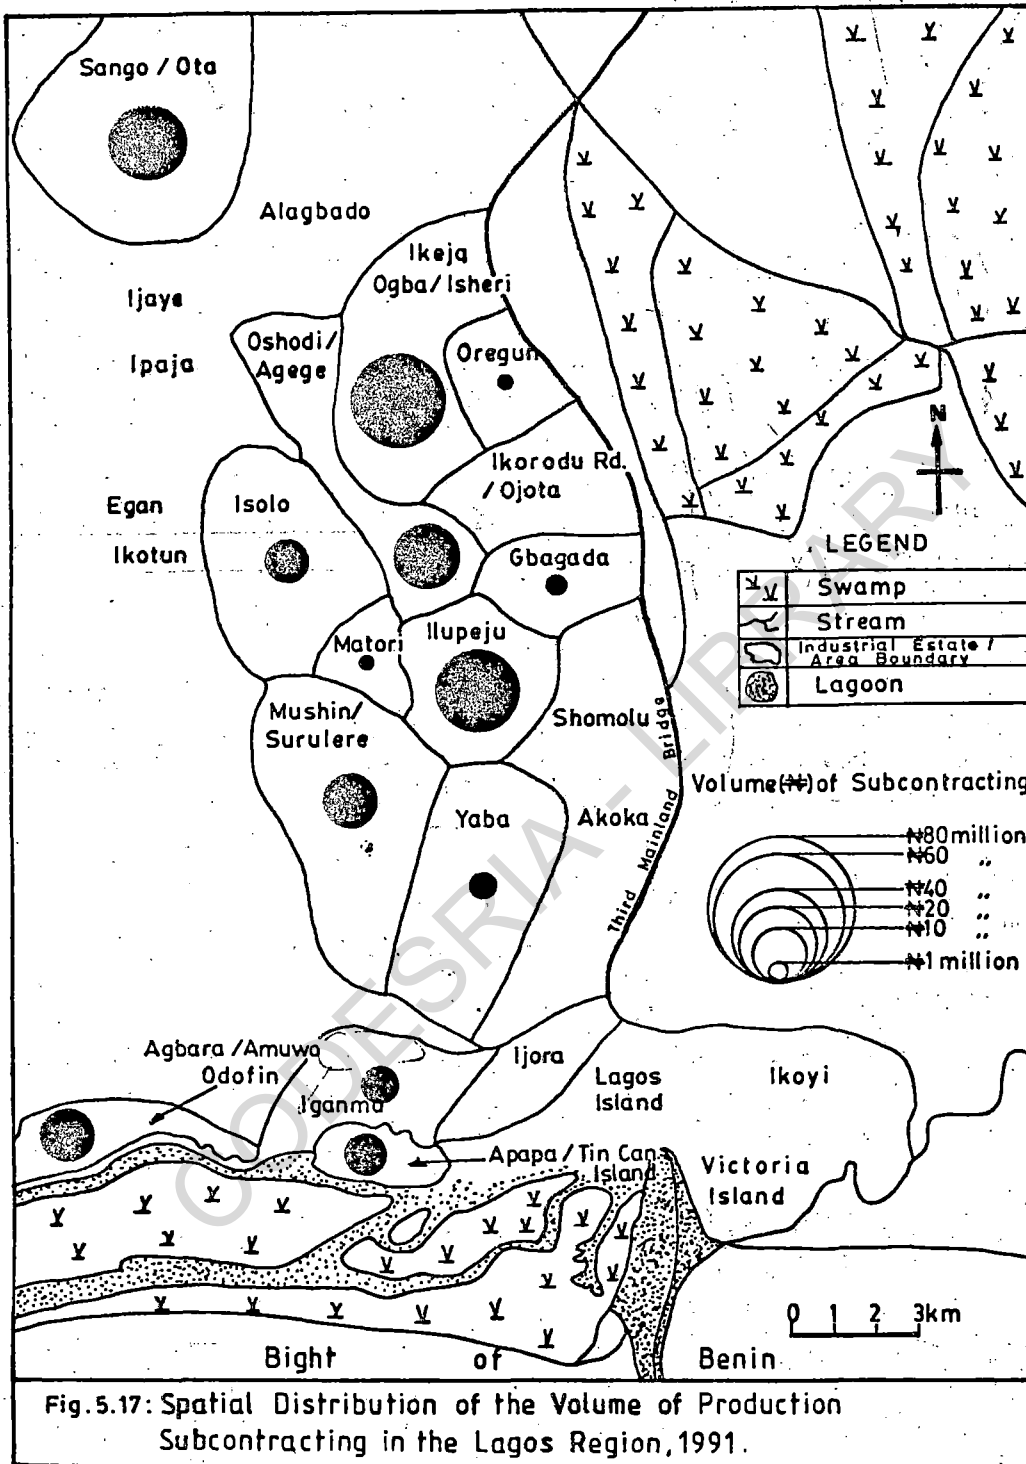 Sango / Ota
Alagbado
Ikeja
Ogba/Isheri
Ijaye
Oshodi/
Agege
Oregun
Ipaja
Ikorodu Rd.
/ Ojota
Egan
Isolo
Ikotun
Gbagada
Matori
Ilupeju
Mushin/
Surulere
Shomolu
Yaba
Akoka
Third Mainland Bridge
Agbara /Amuwo
Odofin
Iganmu
Ijora
Lagos
Island
Ikoyi
Apapa/Tin Can
Island
Victoria
Island
N
LEGEND
Swamp
Stream
Industrial Estate /
Area Boundary
Lagoon
Volume(₦)of Subcontracting
₦80million
₦60 „
₦40 „
₦20 „
₦10 „
₦1million
0 1 2 3km
Bight of Benin
Fig.5.17: Spatial Distribution of the Volume of Production
Subcontracting in the Lagos Region,1991.
CODESRIA - LIBRARY